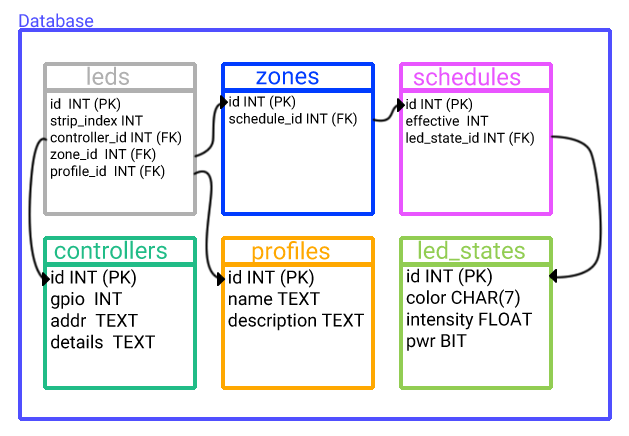 Database
leds
id INT (PK)
strip_index INT
controller_id INT (FK)
zone_id INT (FK)
profile_id INT (FK)
zones
id INT (PK)
schedule_id INT (FK)
schedules
id INT (PK)
effective INT
led_state_id INT (FK)
controllers
id INT (PK)
gpio INT
addr TEXT
details TEXT
profiles
id INT (PK)
name TEXT
description TEXT
led_states
id INT (PK)
color CHAR(7)
intensity FLOAT
pwr BIT